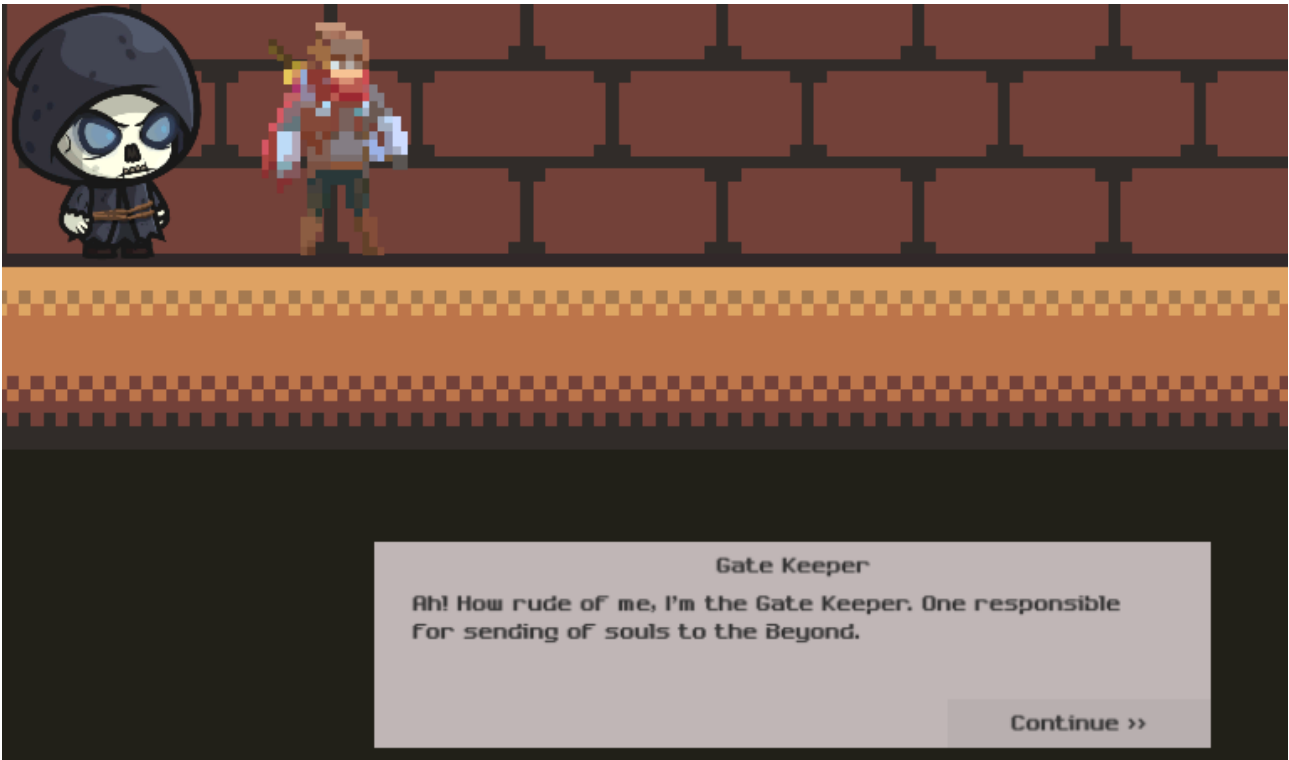 Gate Keeper
Ah! How rude of me, I'm the Gate Keeper. One responsible
for sending of souls to the Beyond.
Continue >>